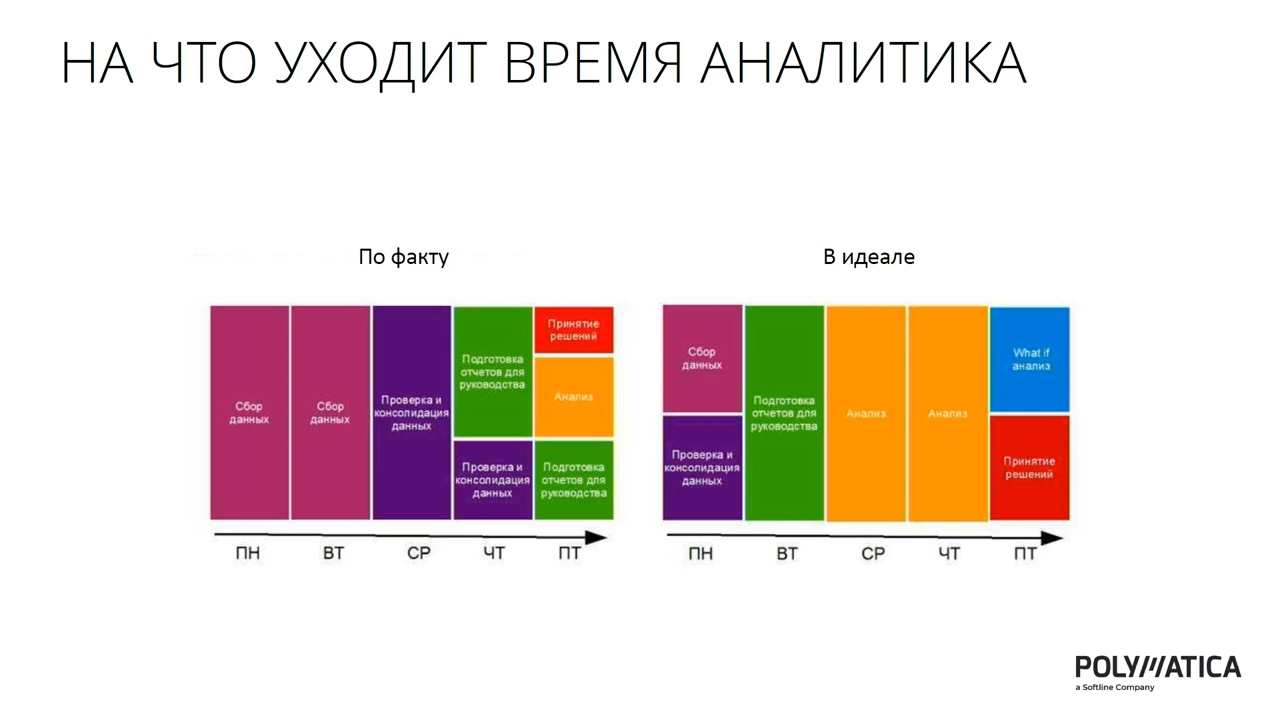 НА ЧТО УХОДИТ ВРЕМЯ АНАЛИТИКА
По факту
Сбор
данных
Сбор
данных
Проверка и
консолидация
данных
Подготовка
отчетов для
руководства
Проверка и
консолидация
данных
Принятие
решений
Анализ
Подготовка
отчетов для
руководства
ПН ВТ СР ЧТ ПТ
В идеале
Сбор
данных
Проверка и
консолидация
данных
Подготовка
отчетов для
руководства
Анализ
Анализ
What if
анализ
Принятие
решений
ПН ВТ СР ЧТ ПТ
POLYMATICA
a Softline Company